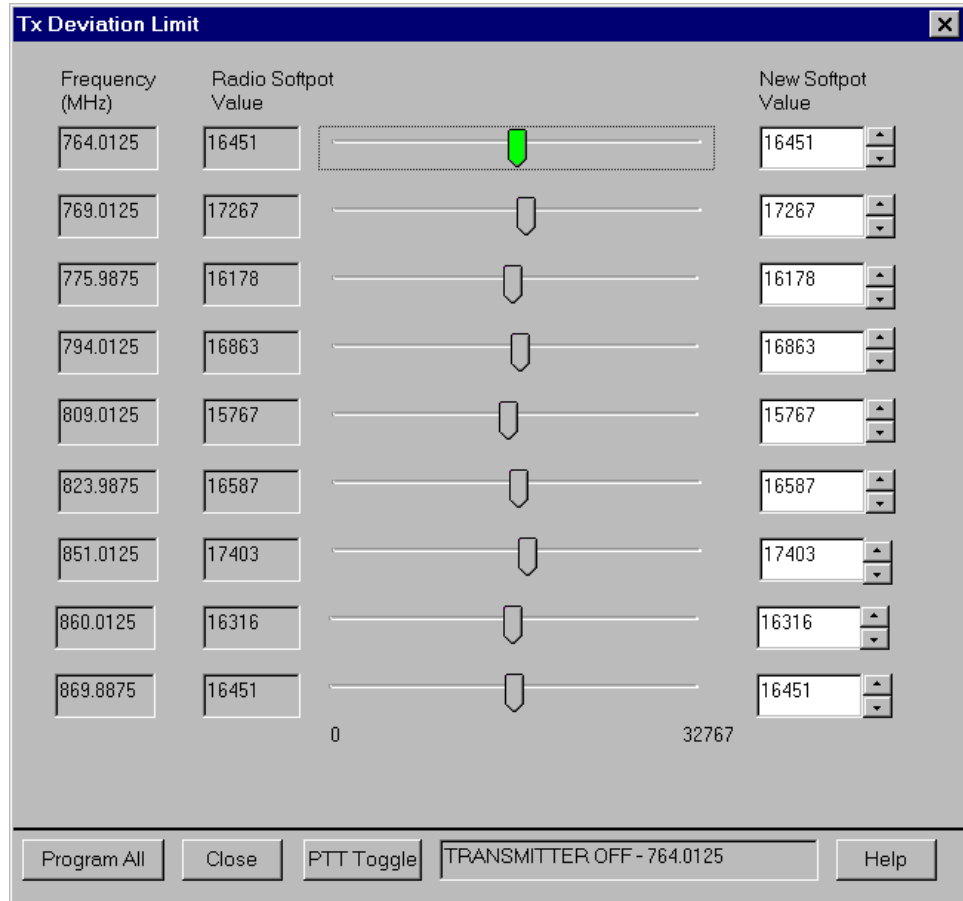 Tx Deviation Limit
Frequency (MHz) Radio Softpot Value New Softpot Value
764.0125 16451 16451
769.0125 17267 17267
775.9875 16178 16178
794.0125 16863 16863
809.0125 15767 15767
823.9875 16587 16587
851.0125 17403 17403
860.0125 16316 16316
869.8875 16451 16451
0 32767
Program All Close PTT Toggle TRANSMITTER OFF - 764.0125 Help